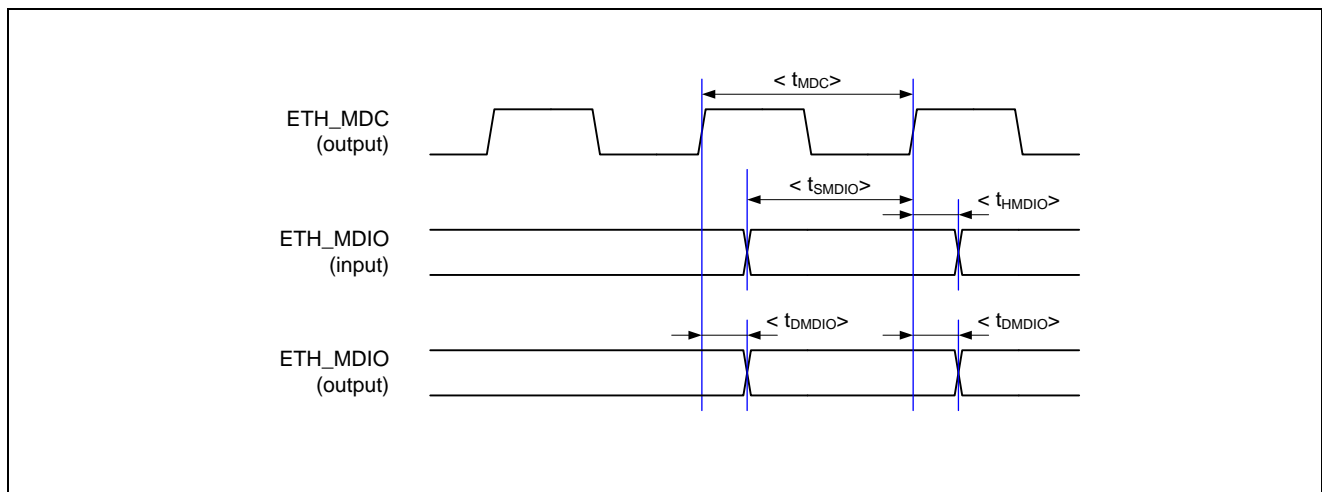 < tMDC>
ETH_MDC
(output)
< tSMDIO>
< tHMDIO>
ETH_MDIO
(input)
< tDMDIO>
< tDMDIO>
ETH_MDIO
(output)